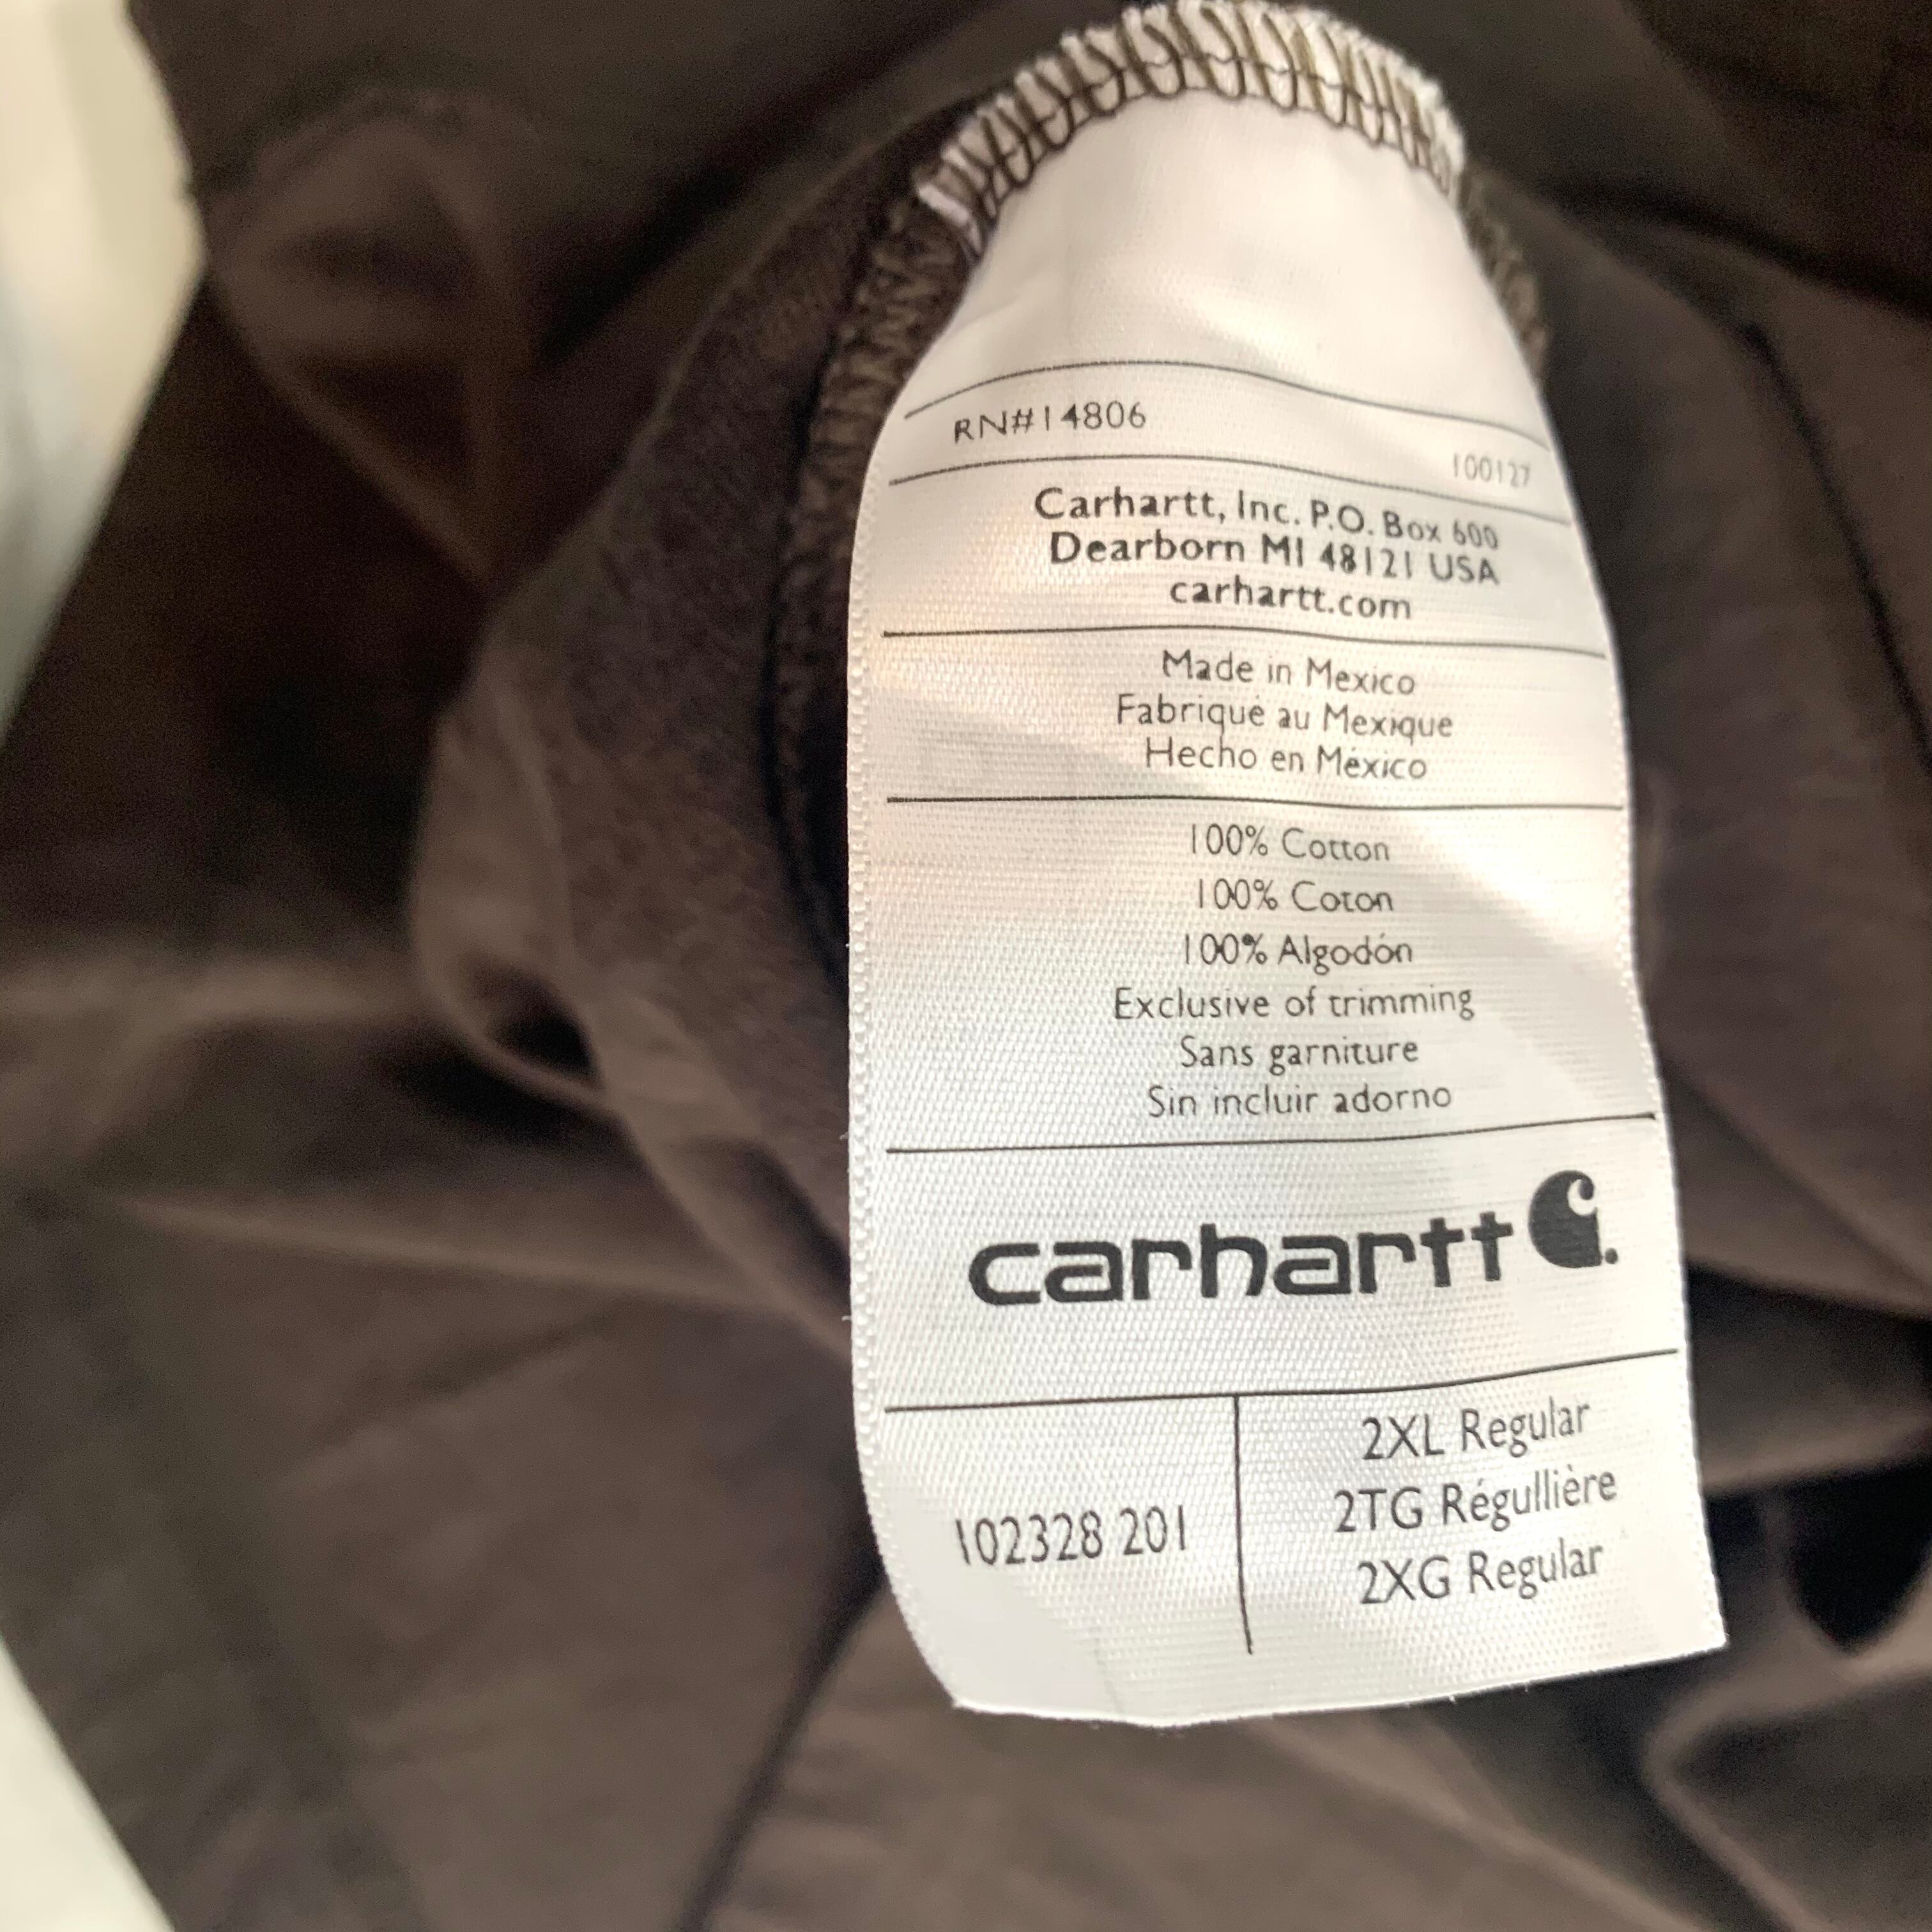 RN#14806
100127
Carhartt, Inc. P.O. Box 600
Dearborn MI 48121 USA
carhartt.com
Made in Mexico
Fabriqué au Mexique
Hecho en México
100% Cotton
100% Coton
100% Algodón
Exclusive of trimming
Sans garniture
Sin incluir adorno
carhartt
102328 201
2XL Regular
2TG Régullière
2XG Regular